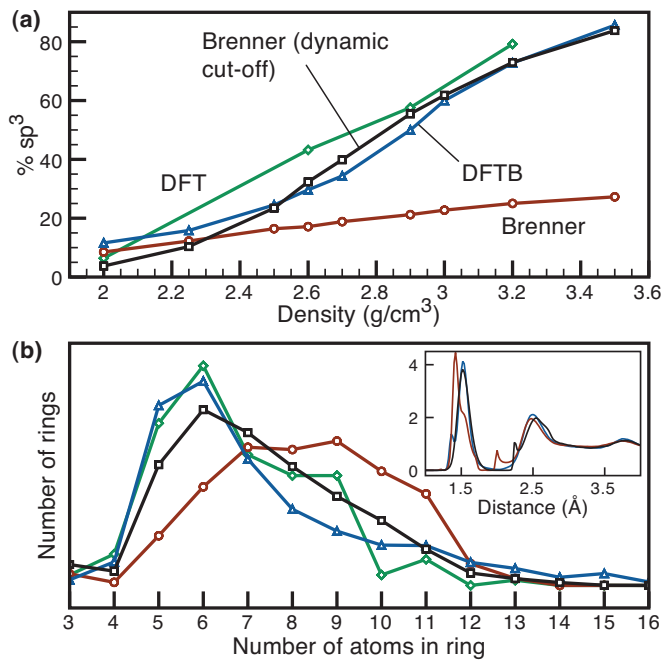 (a)
80
60
40
20
0
% sp³
Brenner (dynamic
cut-off)
DFT
DFTB
Brenner
2 2.2 2.4 2.6 2.8 3 3.2 3.4 3.6
Density (g/cm³)
(b)
Number of rings
4
2
0
1.5 2.5 3.5
Distance (Å)
3 4 5 6 7 8 9 10 11 12 13 14 15 16
Number of atoms in ring